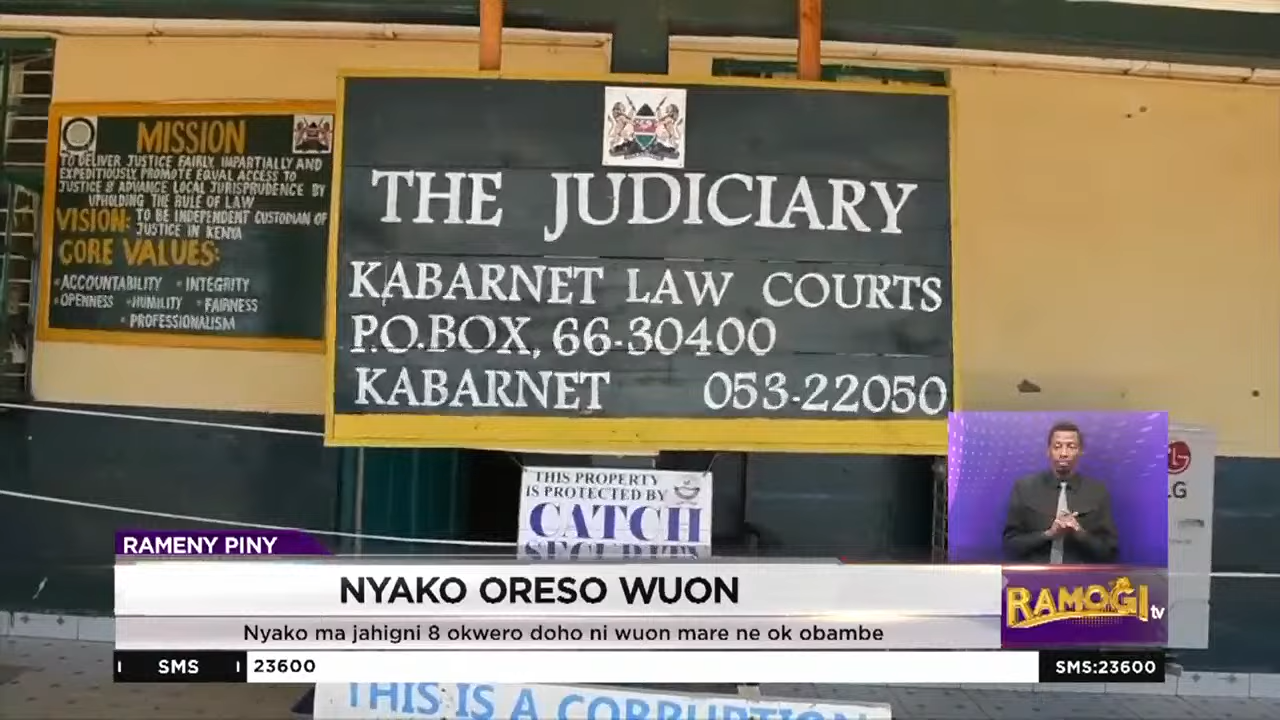 MISSION
TO DELIVER JUSTICE FAIRLY, IMPARTIALLY AND
EXPEDITIOUSLY, PROMOTE EQUAL ACCESS TO
JUSTICE & ADVANCE LOCAL JURISPRUDENCE BY
UPHOLDING THE RULE OF LAW
VISION: TO BE INDEPENDENT CUSTODIAN OF
JUSTICE IN KENYA
CORE VALUES:
• ACCOUNTABILITY • INTEGRITY
• OPENNESS • HUMILITY • FAIRNESS
• PROFESSIONALISM
THE JUDICIARY
KABARNET LAW COURTS
P.O.BOX, 66-30400
KABARNET 053-22050
THIS PROPERTY
IS PROTECTED BY
CATCH
SECURITY
LG
RAMENY PINY
NYAKO ORESO WUON
Nyako ma jahigni 8 okwero doho ni wuon mare ne ok obambe
RAMOGI tv
SMS 23600
SMS:23600
THIS IS A CORRUPTION